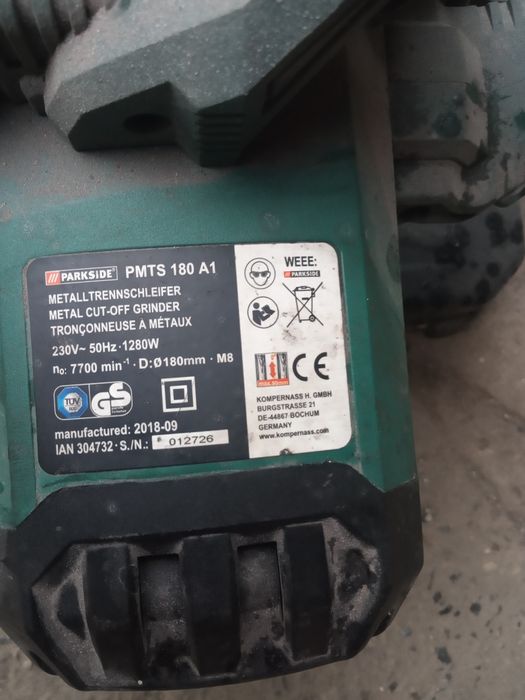 /// PARKSIDE® PMTS 180 A1
METALLTRENNSCHLEIFER
METAL CUT-OFF GRINDER
TRONÇONNEUSE À MÉTAUX
230V~ 50Hz·1280W
n₀: 7700 min⁻¹·D:Ø180mm·M8
TÜV
GS
manufactured: 2018-09
IAN 304732·S./N.: 012726
WEEE:
/// PARKSIDE
max. 50mm
CE
KOMPERNASS H. GMBH
BURGSTRASSE 21
DE-44867 BOCHUM
GERMANY
www.kompernass.com